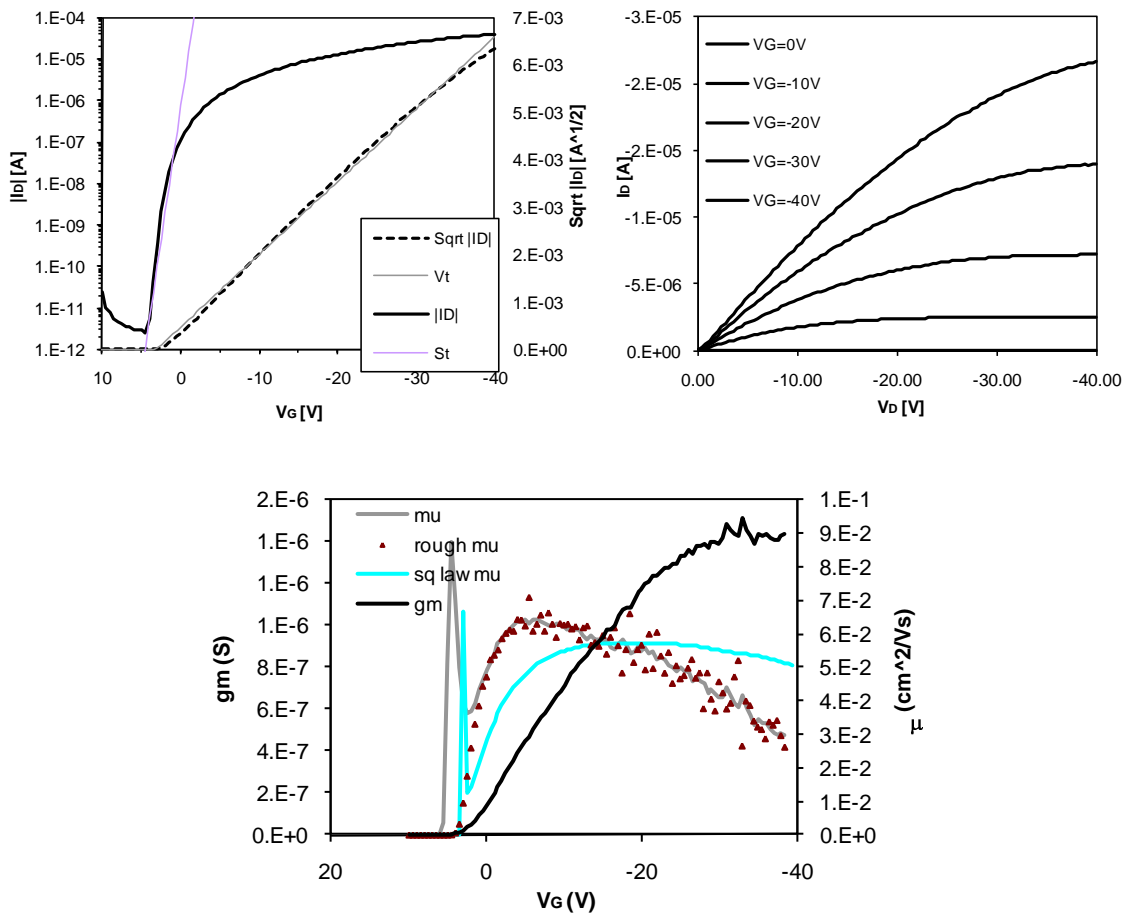 1.E-04
1.E-05
1.E-06
1.E-07
1.E-08
1.E-09
1.E-10
1.E-11
1.E-12
|ID| [A]
7.E-03
6.E-03
5.E-03
4.E-03
3.E-03
2.E-03
1.E-03
0.E+00
Sqrt |ID| [A^1/2]
Sqrt |ID|
Vt
|ID|
St
10 0 -10 -20 -30 -40
VG [V]
-3.E-05
-2.E-05
-2.E-05
-1.E-05
-5.E-06
0.E+00
ID [A]
VG=0V
VG=-10V
VG=-20V
VG=-30V
VG=-40V
0.00 -10.00 -20.00 -30.00 -40.00
VD [V]
2.E-6
1.E-6
1.E-6
1.E-6
8.E-7
6.E-7
4.E-7
2.E-7
0.E+0
gm (S)
mu
rough mu
sq law mu
gm
1.E-1
9.E-2
8.E-2
7.E-2
6.E-2
5.E-2
4.E-2
3.E-2
2.E-2
1.E-2
0.E+0
μ (cm^2/Vs)
20 0 -20 -40
VG (V)